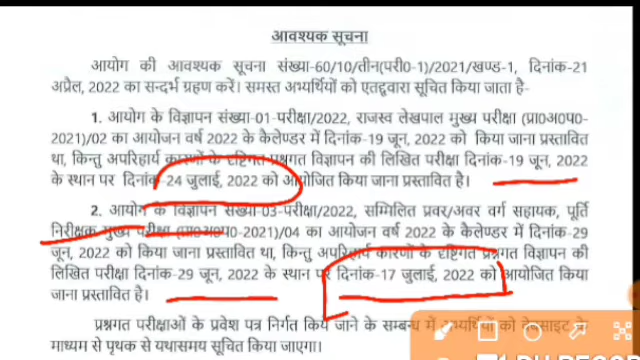 आवश्यक सूचना
आयोग की आवश्यक सूचना संख्या-60/10/तीन(परी0-1)/2021/खण्ड-1, दिनांक-21
अप्रैल, 2022 का सन्दर्भ ग्रहण करें। समस्त अभ्यर्थियों को एतद्द्वारा सूचित किया जाता है-
1. आयोग के विज्ञापन संख्या-01-परीक्षा/2022, राजस्व लेखपाल मुख्य परीक्षा (प्रा0अ0प0-
2021)/02 का आयोजन वर्ष 2022 के कैलेण्डर में दिनांक-19 जून, 2022 को किया जाना प्रस्तावित
था, किन्तु अपरिहार्य कारणों के दृष्टिगत प्रश्नगत विज्ञापन की लिखित परीक्षा दिनांक-19 जून, 2022
के स्थान पर दिनांक-24 जुलाई, 2022 को आयोजित किया जाना प्रस्तावित है।
2. आयोग के विज्ञापन संख्या-03-परीक्षा/2022, सम्मिलित प्रवर/अवर वर्ग सहायक, पूर्ति
निरीक्षक मुख्य परीक्षा (प्रा0अ0प0-2021)/04 का आयोजन वर्ष 2022 के कैलेण्डर में दिनांक-29
जून, 2022 को किया जाना प्रस्तावित था, किन्तु अपरिहार्य कारणों के दृष्टिगत प्रश्नगत विज्ञापन की
लिखित परीक्षा दिनांक-29 जून, 2022 के स्थान पर दिनांक-17 जुलाई, 2022 को आयोजित किया
जाना प्रस्तावित है।
प्रश्नगत परीक्षाओं के प्रवेश पत्र निर्गत किये जाने के सम्बन्ध में अभ्यर्थियों को वेबसाइट के
माध्यम से पृथक से यथासमय सूचित किया जाएगा।